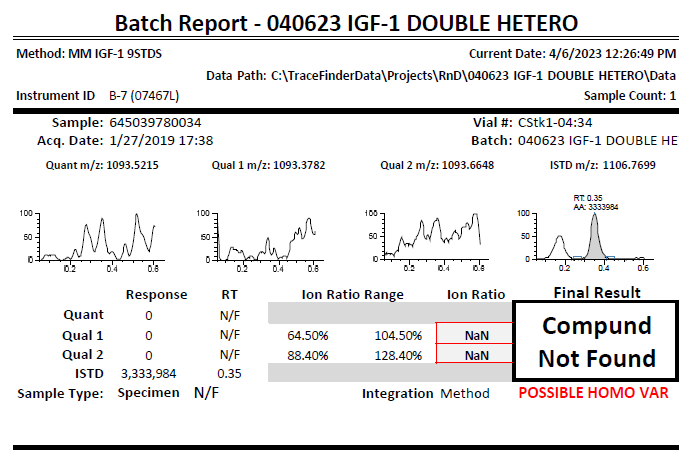 Batch Report - 040623 IGF-1 DOUBLE HETERO
Method: MM IGF-1 9STDS Current Date: 4/6/2023 12:26:49 PM
Data Path: C:\TraceFinderData\Projects\RnD\040623 IGF-1 DOUBLE HETERO\Data
Instrument ID B-7 (07467L) Sample Count: 1
Sample: 645039780034 Vial #: CStk1-04:34
Acq. Date: 1/27/2019 17:38 Batch: 040623 IGF-1 DOUBLE HE
Quant m/z: 1093.5215 Qual 1 m/z: 1093.3782 Qual 2 m/z: 1093.6648 ISTD m/z: 1106.7699
RT: 0.35
AA: 3333984
100 100 100 100
50 50 50 50
0 0 0 0
0.2 0.4 0.6 0.2 0.4 0.6 0.2 0.4 0.6 0.2 0.4 0.6
Response RT Ion Ratio Range Ion Ratio Final Result
Quant 0 N/F
Qual 1 0 N/F 64.50% 104.50% NaN
Qual 2 0 N/F 88.40% 128.40% NaN
Compund
Not Found
ISTD 3,333,984 0.35
Sample Type: Specimen N/F Integration Method POSSIBLE HOMO VAR